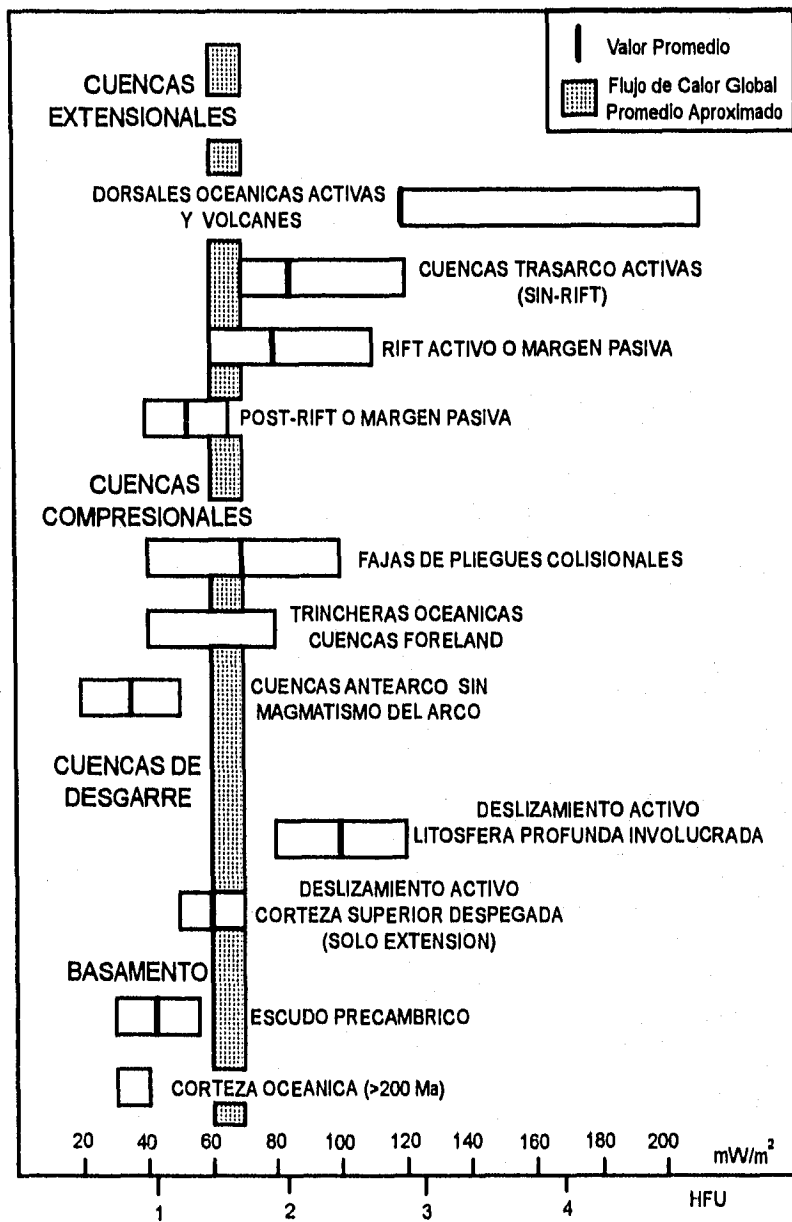 Valor Promedio
Flujo de Calor Global
Promedio Aproximado
CUENCAS
EXTENSIONALES
DORSALES OCEANICAS ACTIVAS
Y VOLCANES
CUENCAS TRASARCO ACTIVAS
(SIN-RIFT)
RIFT ACTIVO O MARGEN PASIVA
POST-RIFT O MARGEN PASIVA
CUENCAS
COMPRESIONALES
FAJAS DE PLIEGUES COLISIONALES
TRINCHERAS OCEANICAS
CUENCAS FORELAND
CUENCAS ANTEARCO SIN
MAGMATISMO DEL ARCO
CUENCAS DE
DESGARRE
DESLIZAMIENTO ACTIVO
LITOSFERA PROFUNDA INVOLUCRADA
DESLIZAMIENTO ACTIVO
CORTEZA SUPERIOR DESPEGADA
(SOLO EXTENSION)
BASAMENTO
ESCUDO PRECAMBRICO
CORTEZA OCEANICA (>200 Ma)
20 40 60 80 100 120 140 160 180 200 mW/m²
1 2 3 4 HFU